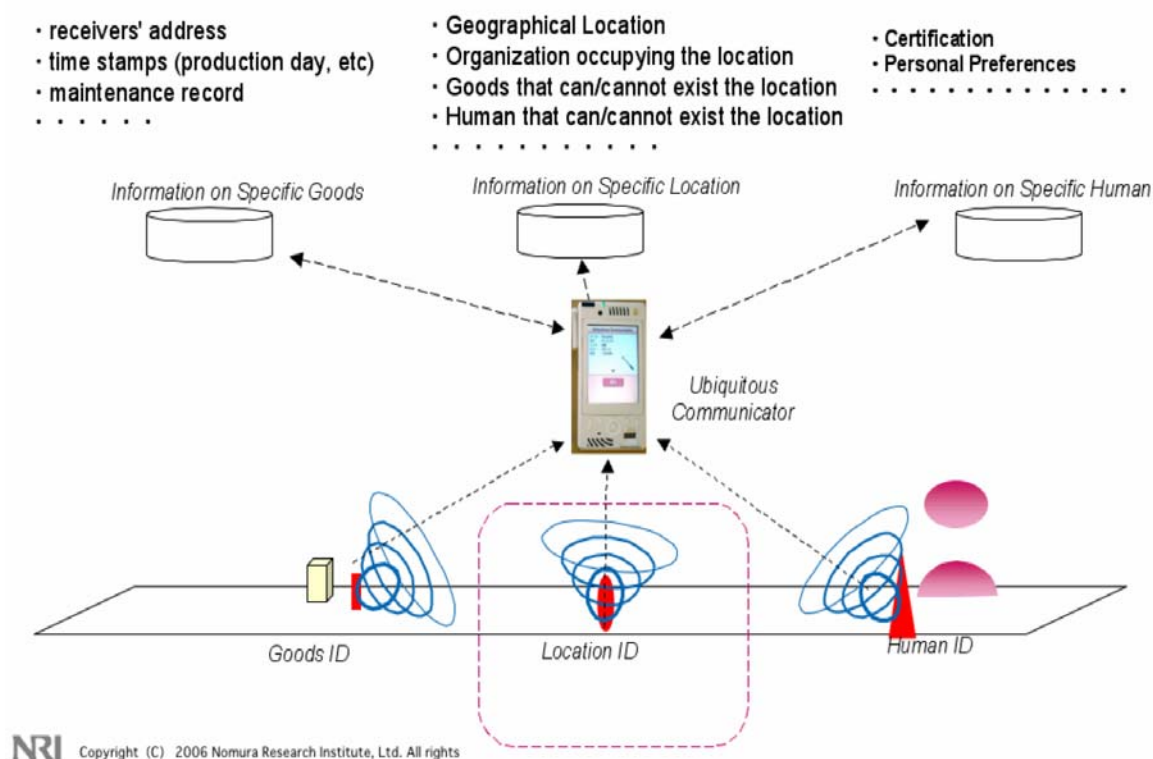 · receivers' address
· time stamps (production day, etc)
· maintenance record
· · · · · ·
· Geographical Location
· Organization occupying the location
· Goods that can/cannot exist the location
· Human that can/cannot exist the location
· · · · · · · · · · ·
· Certification
· Personal Preferences
· · · · · · · · · · · · · ·
Information on Specific Goods
Information on Specific Location
Information on Specific Human
Ubiquitous
Communicator
Goods ID
Location ID
Human ID
NRI Copyright (C) 2006 Nomura Research Institute, Ltd. All rights